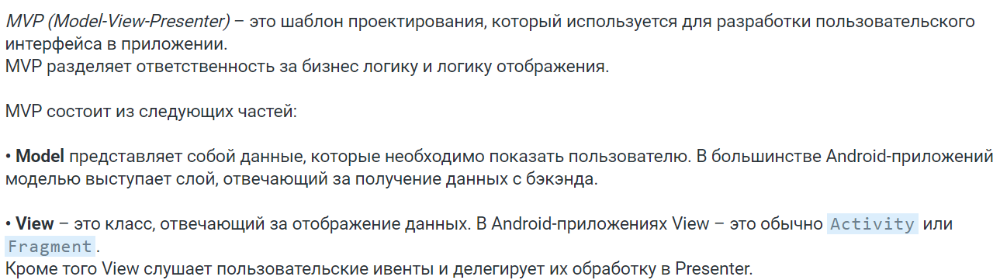 MVP (Model-View-Presenter) – это шаблон проектирования, который используется для разработки пользовательского
интерфейса в приложении.
MVP разделяет ответственность за бизнес логику и логику отображения.
MVP состоит из следующих частей:
• Model представляет собой данные, которые необходимо показать пользователю. В большинстве Android-приложений
моделью выступает слой, отвечающий за получение данных с бэкэнда.
• View – это класс, отвечающий за отображение данных. В Android-приложениях View – это обычно Activity или
Fragment.
Кроме того View слушает пользовательские ивенты и делегирует их обработку в Presenter.